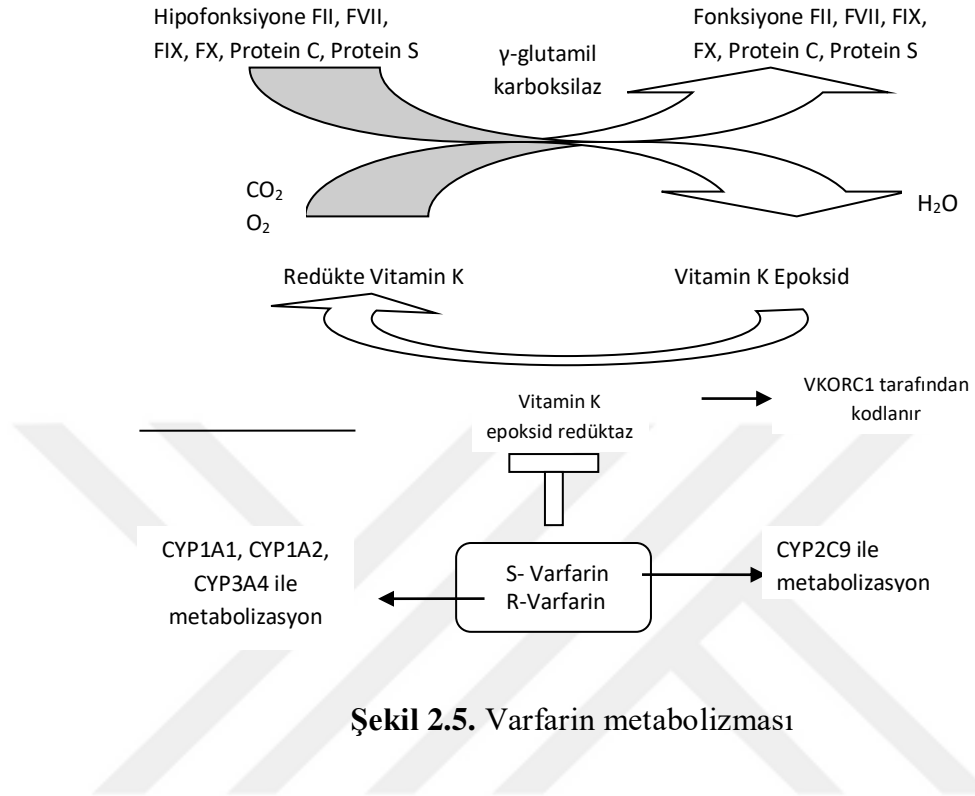 Hipofonksiyone FII, FVII,
FIX, FX, Protein C, Protein S
γ-glutamil
karboksilaz
Fonksiyone FII, FVII, FIX,
FX, Protein C, Protein S
CO₂
O₂
H₂O
Redükte Vitamin K
Vitamin K Epoksid
Vitamin K
epoksid redüktaz
VKORC1 tarafından
kodlanır
CYP1A1, CYP1A2,
CYP3A4 ile
metabolizasyon
S- Varfarin
R-Varfarin
CYP2C9 ile
metabolizasyon
Şekil 2.5. Varfarin metabolizması